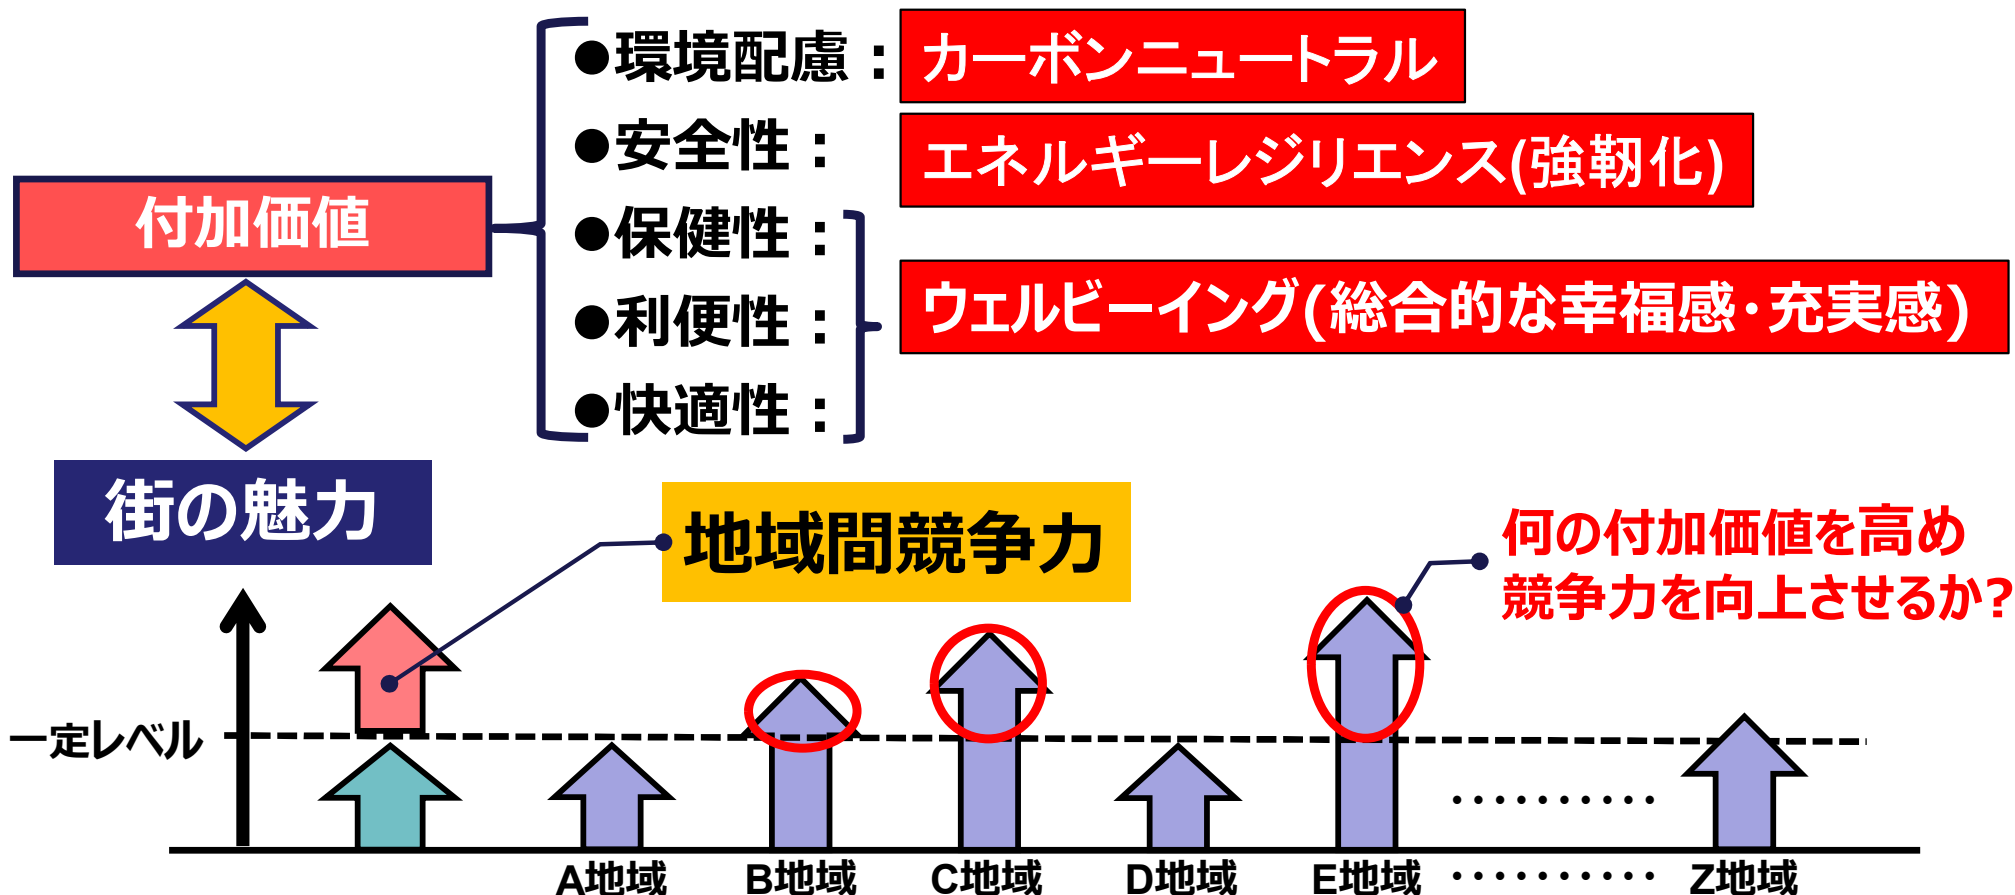 ●環境配慮：
カーボンニュートラル
●安全性：
エネルギーレジリエンス(強靭化)
付加価値
●保健性：
●利便性：
ウェルビーイング(総合的な幸福感・充実感)
●快適性：
街の魅力
地域間競争力
何の付加価値を高め
競争力を向上させるか?
一定レベル
‥‥‥‥‥
A地域
B地域
C地域
D地域
E地域
‥‥‥‥‥
Z地域